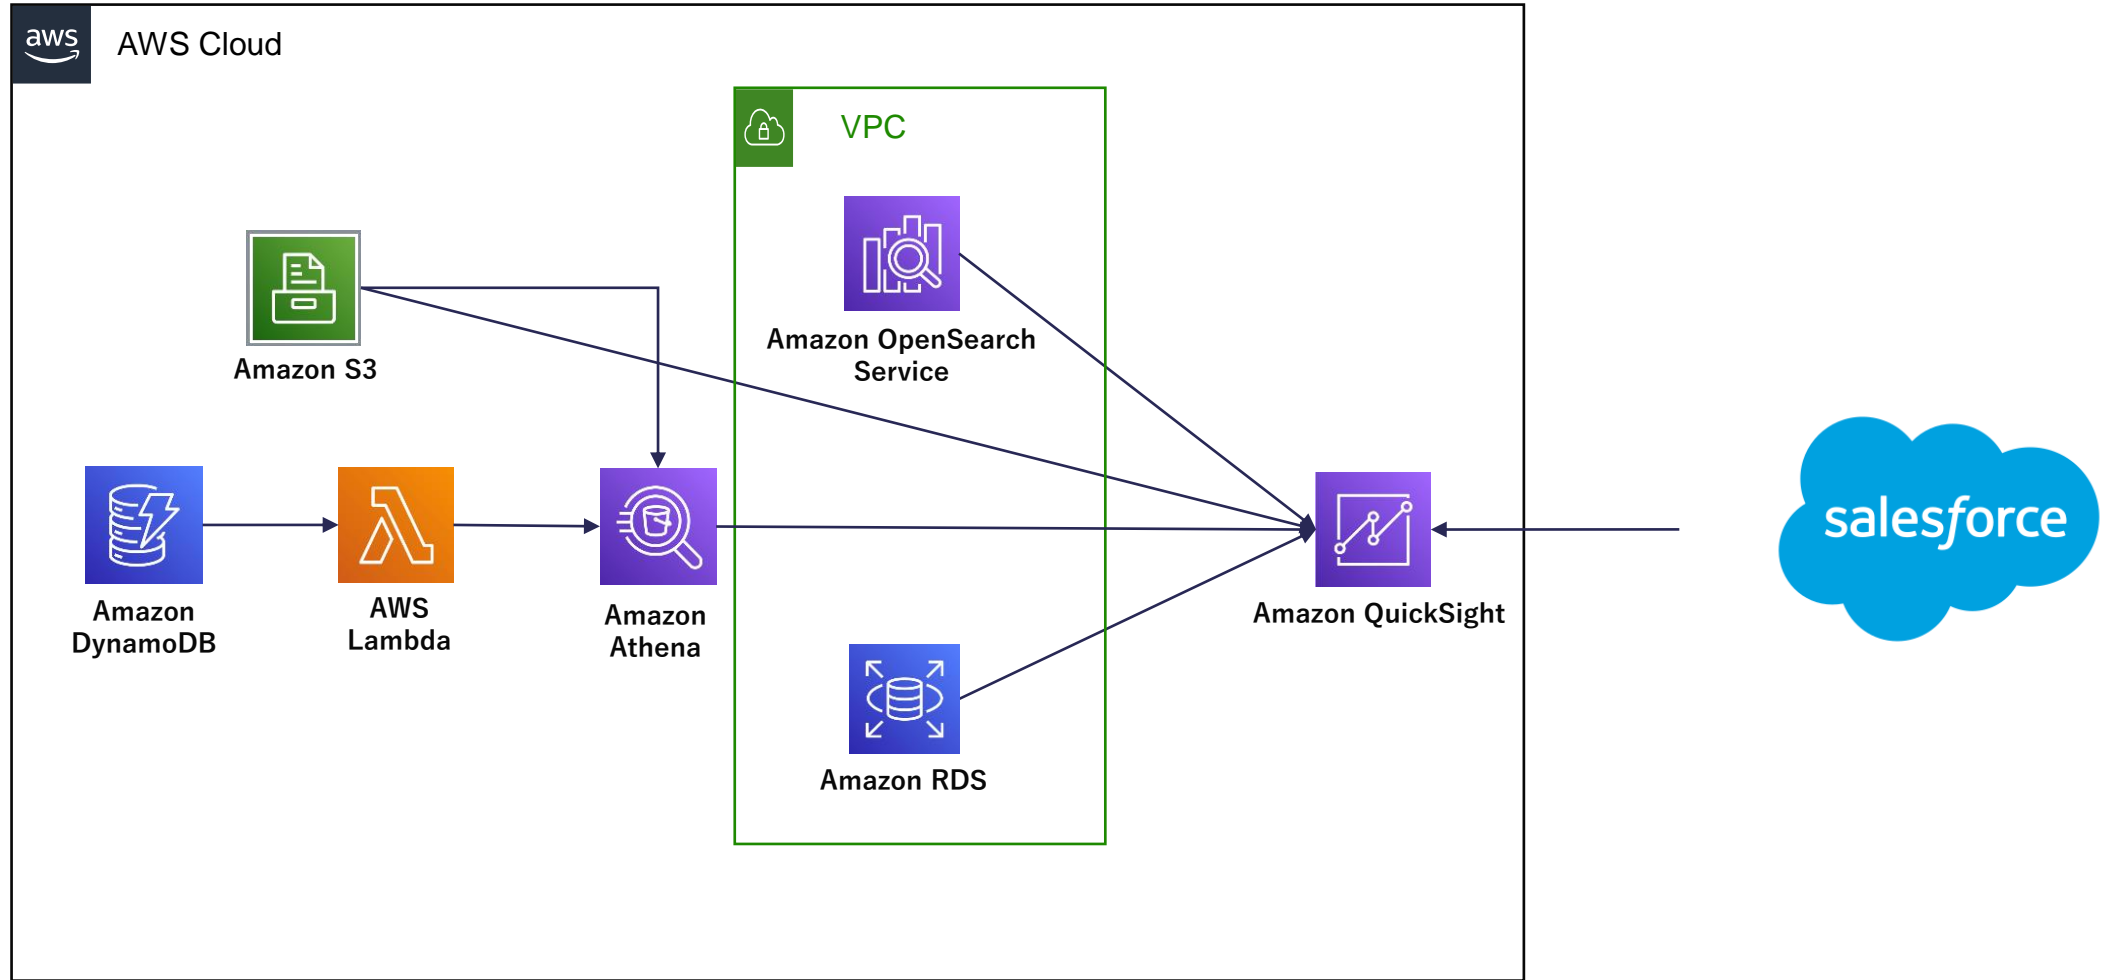 aws
AWS Cloud
VPC
Amazon OpenSearch
Service
Amazon S3
Amazon
DynamoDB
AWS
Lambda
Amazon
Athena
Amazon QuickSight
salesforce
Amazon RDS